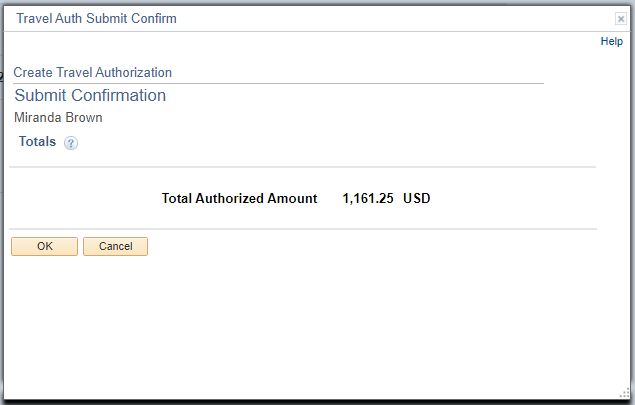 Travel Auth Submit Confirm
Help
Create Travel Authorization
Submit Confirmation
Miranda Brown
Totals ?
Total Authorized Amount 1,161.25 USD
OK Cancel